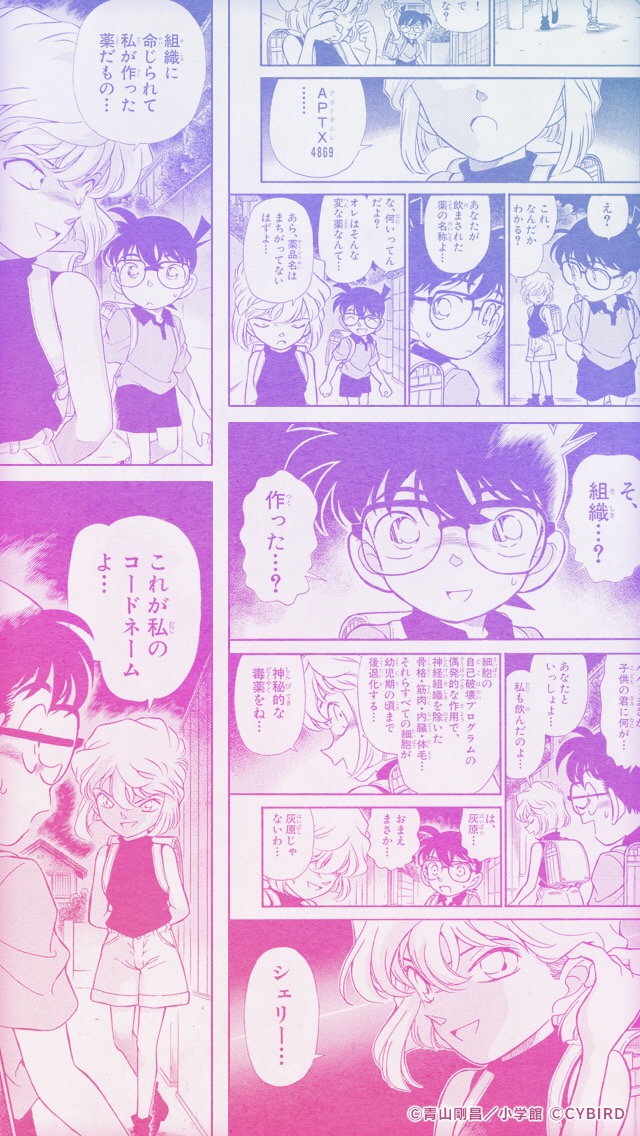 な？
アポトキシン
APTX
4869
……
え？
これ、
なんだか
わかる？
あなたが
飲まされた
薬の名称よ…
な、何いってん
だよ？
オレはそんな
変な薬なんて…
あら、薬品名は
まちがってない
はずよ…
組織に
命じられて
私が作った
薬だもの…
そ、
組織…？
作った…？
子供の君に何が…
あなたと
いっしょよ…
私も飲んだのよ…
細胞の
自己破壊プログラムの
偶発的な作用で、
神経組織を除いた
骨格・筋肉・内臓・体毛…
それらすべての細胞が
幼児期の頃まで
後退化する…
神秘的な
毒薬をね…
は、
灰原…
おまえ
まさか…
灰原じゃ
ないわ…
シェリー…
これが私の
コードネーム
よ…
©青山剛昌／小学館 ©CYBIRD